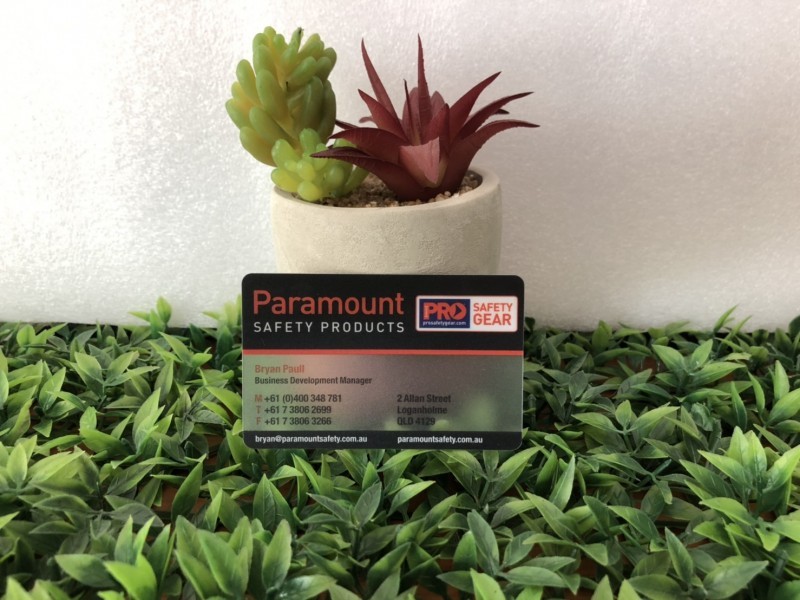 Paramount
SAFETY PRODUCTS
PRO
prosafetygear.com
SAFETY
GEAR
Bryan Paull
Business Development Manager
M +61 (0)400 348 781
T +61 7 3806 2699
F +61 7 3806 3266
2 Allan Street
Loganholme
QLD 4129
bryan@paramountsafety.com.au
paramountsafety.com.au